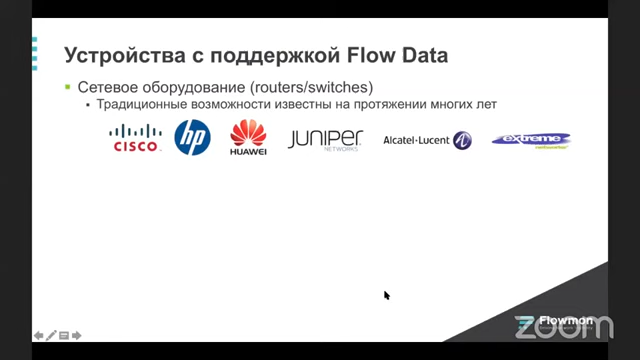 Устройства с поддержкой Flow Data
Сетевое оборудование (routers/switches)
Традиционные возможности известны на протяжении многих лет
CISCO
hp
HUAWEI
JUNIPER
NETWORKS
Alcatel-Lucent
extreme
Flowmon
zoom